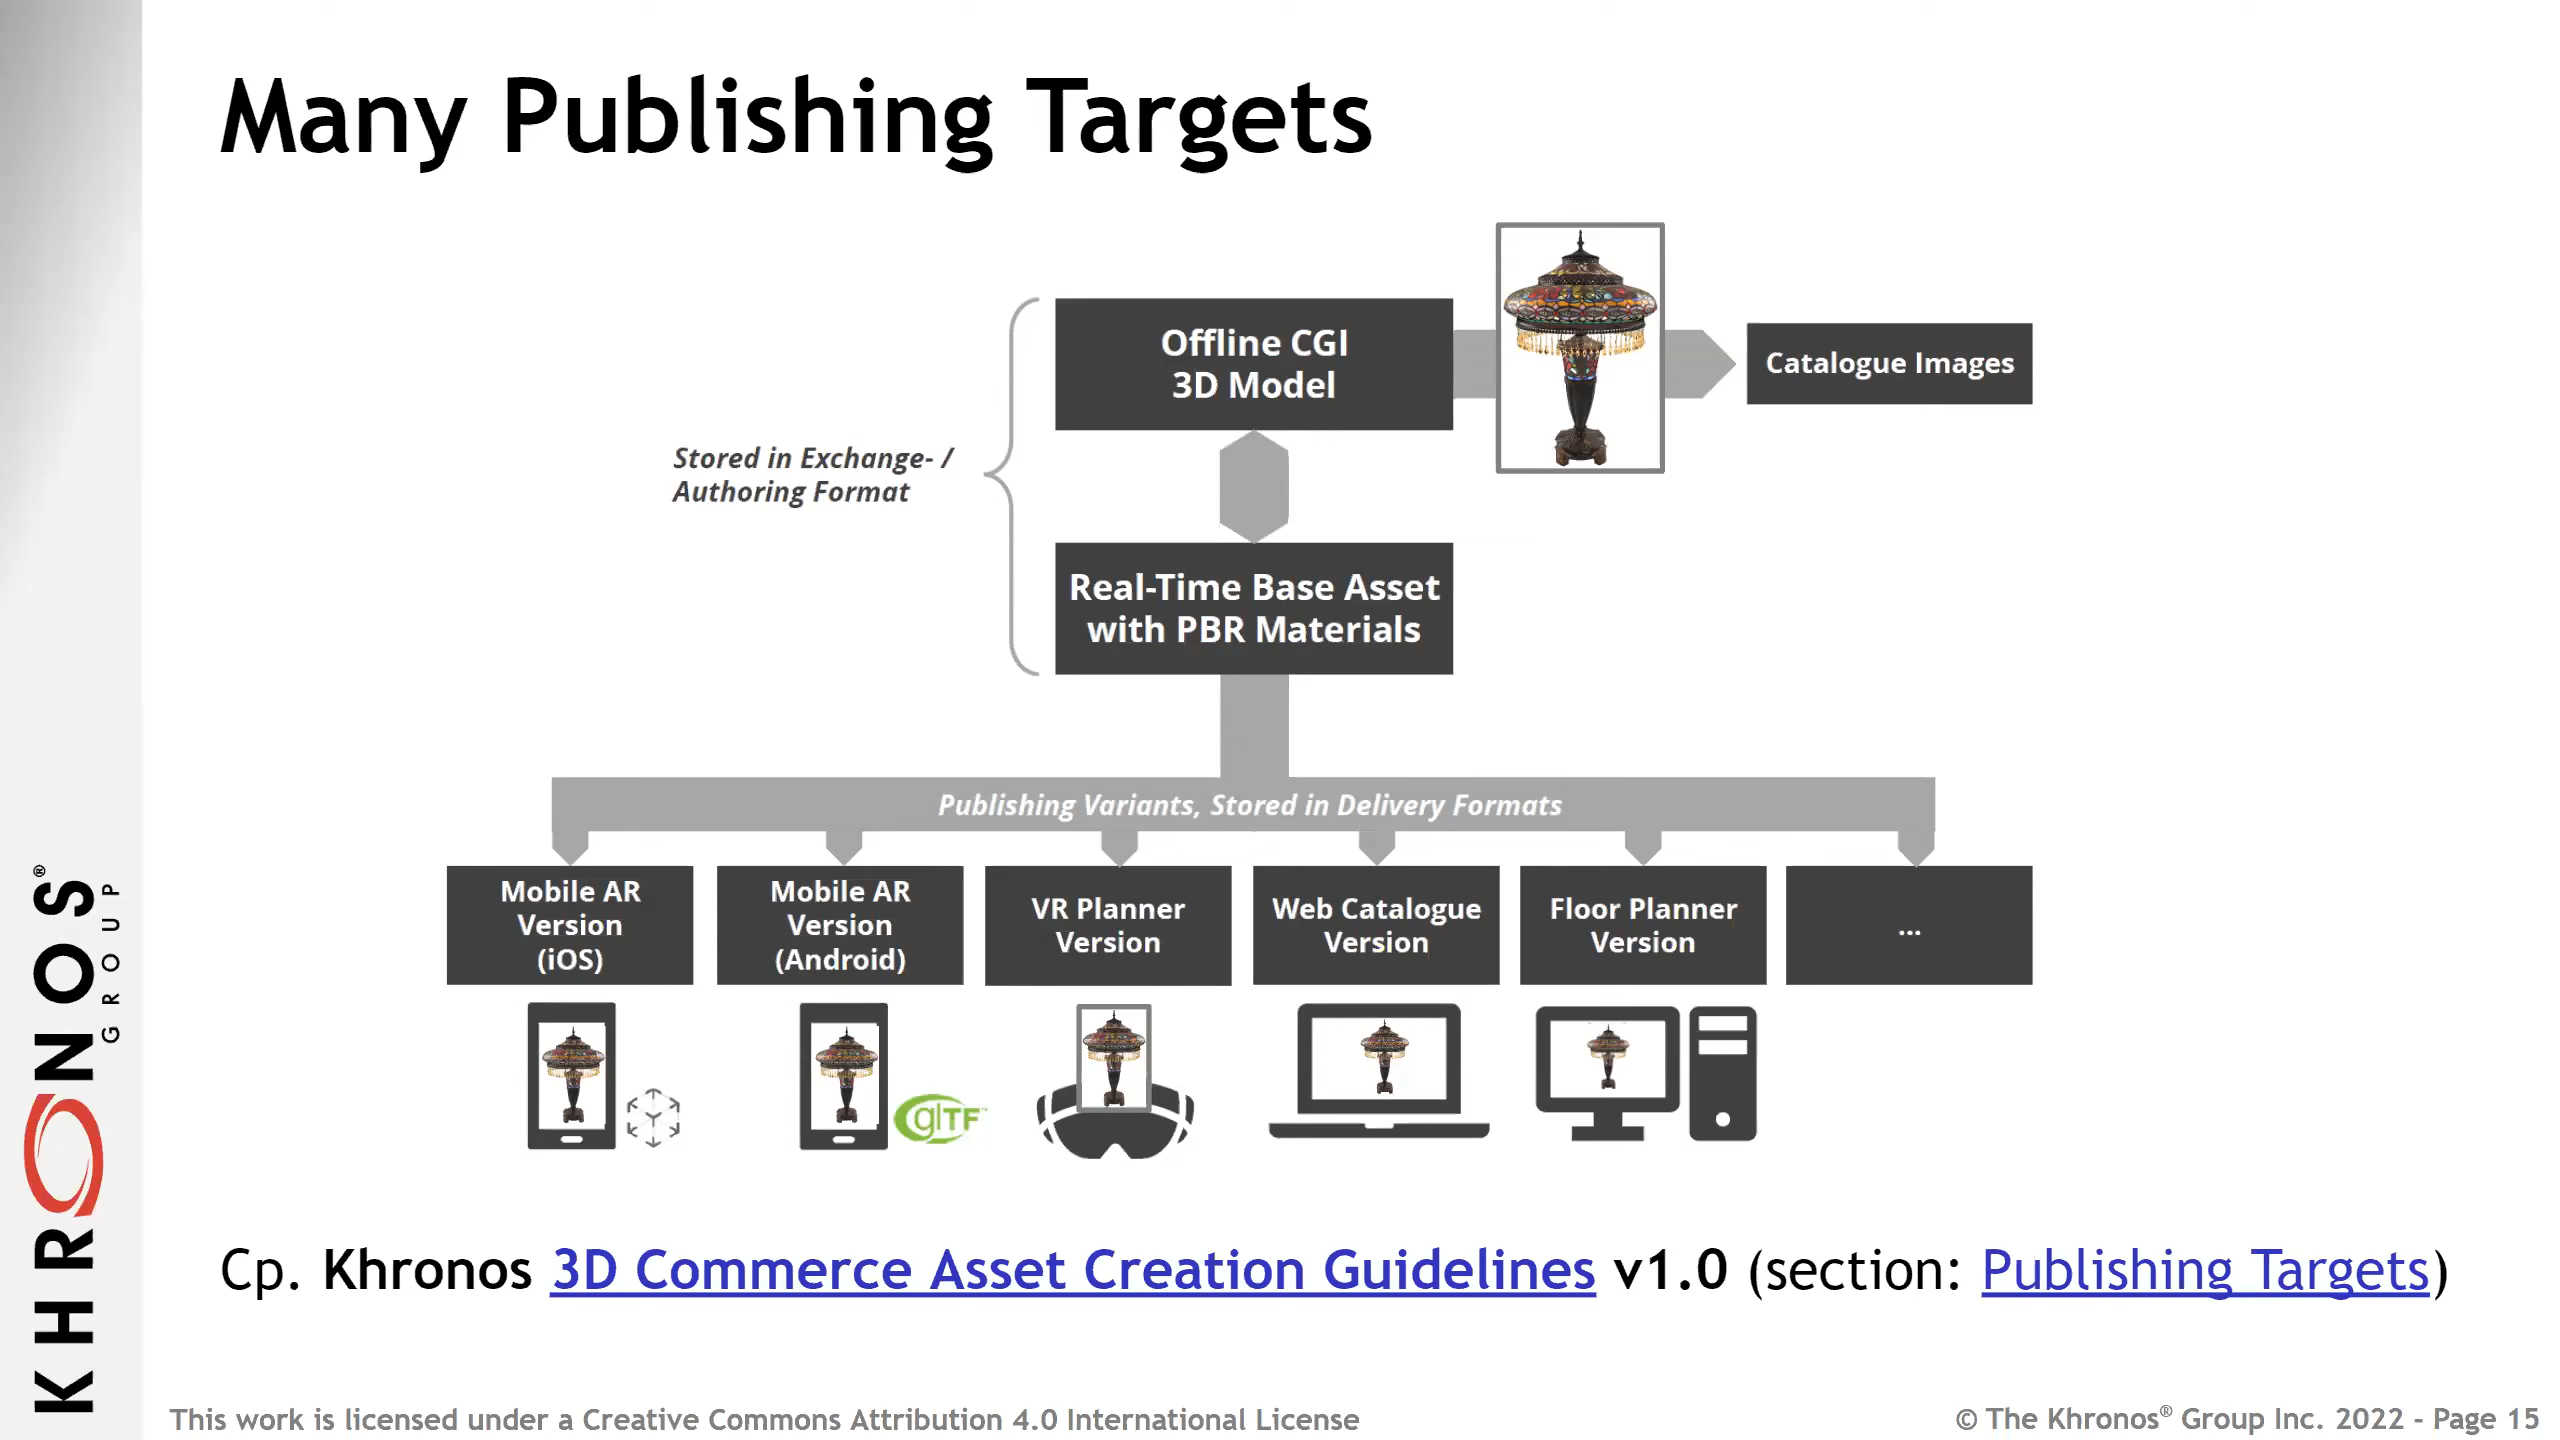 Many Publishing Targets
Offline CGI
3D Model
Catalogue Images
Stored in Exchange- /
Authoring Format
Real-Time Base Asset
with PBR Materials
Publishing Variants, Stored in Delivery Formats
Mobile AR
Version
(iOS)
Mobile AR
Version
(Android)
VR Planner
Version
Web Catalogue
Version
Floor Planner
Version
...
glTF™
Cp. Khronos 3D Commerce Asset Creation Guidelines v1.0 (section: Publishing Targets)
KHRONOS®
GROUP
This work is licensed under a Creative Commons Attribution 4.0 International License
© The Khronos® Group Inc. 2022 - Page 15